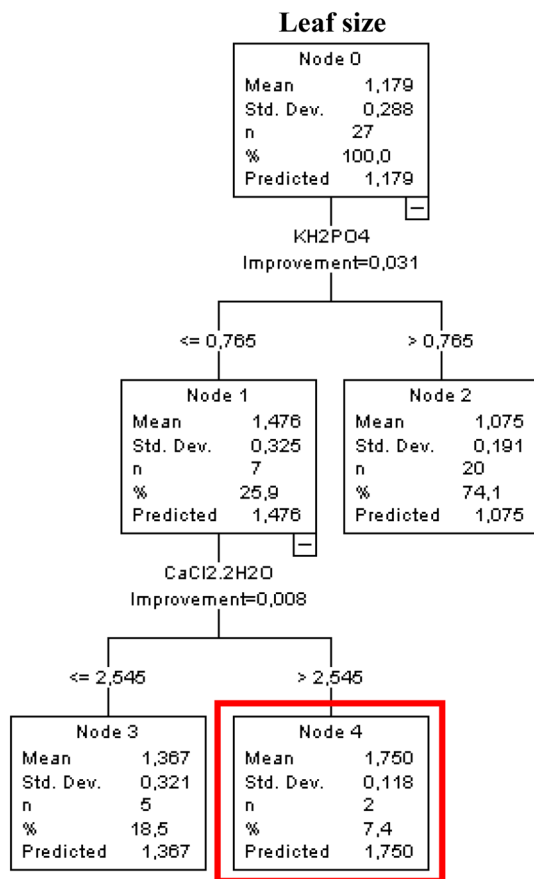 Leaf size
Node 0
Mean 1,179
Std. Dev. 0,288
n 27
% 100,0
Predicted 1,179
KH2PO4
Improvement=0,031
<= 0,765
> 0,765
Node 1
Mean 1,476
Std. Dev. 0,325
n 7
% 25,9
Predicted 1,476
Node 2
Mean 1,075
Std. Dev. 0,191
n 20
% 74,1
Predicted 1,075
CaCl2.2H2O
Improvement=0,008
<= 2,545
> 2,545
Node 3
Mean 1,367
Std. Dev. 0,321
n 5
% 18,5
Predicted 1,367
Node 4
Mean 1,750
Std. Dev. 0,118
n 2
% 7,4
Predicted 1,750